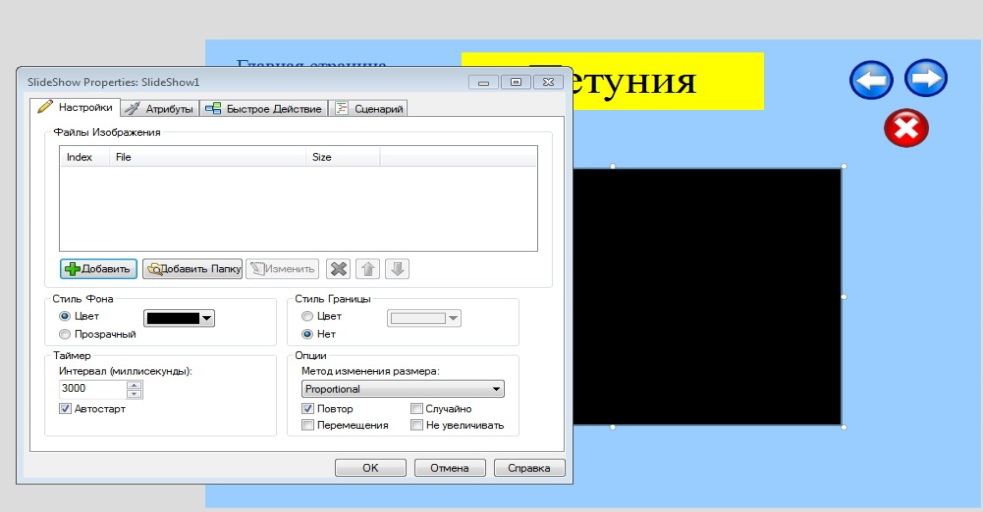 Главная страница
етуния
SlideShow Properties: SlideShow1
Настройки Атрибуты Быстрое Действие Сценарий
Файлы Изображения
Index File Size
Добавить Добавить Папку Изменить
Стиль Фона Стиль Границы
Цвет Цвет
Прозрачный Нет
Таймер Опции
Интервал (миллисекунды): Метод изменения размера:
3000 Proportional
Автостарт Повтор Случайно
Перемещения Не увеличивать
OK Отмена Справка